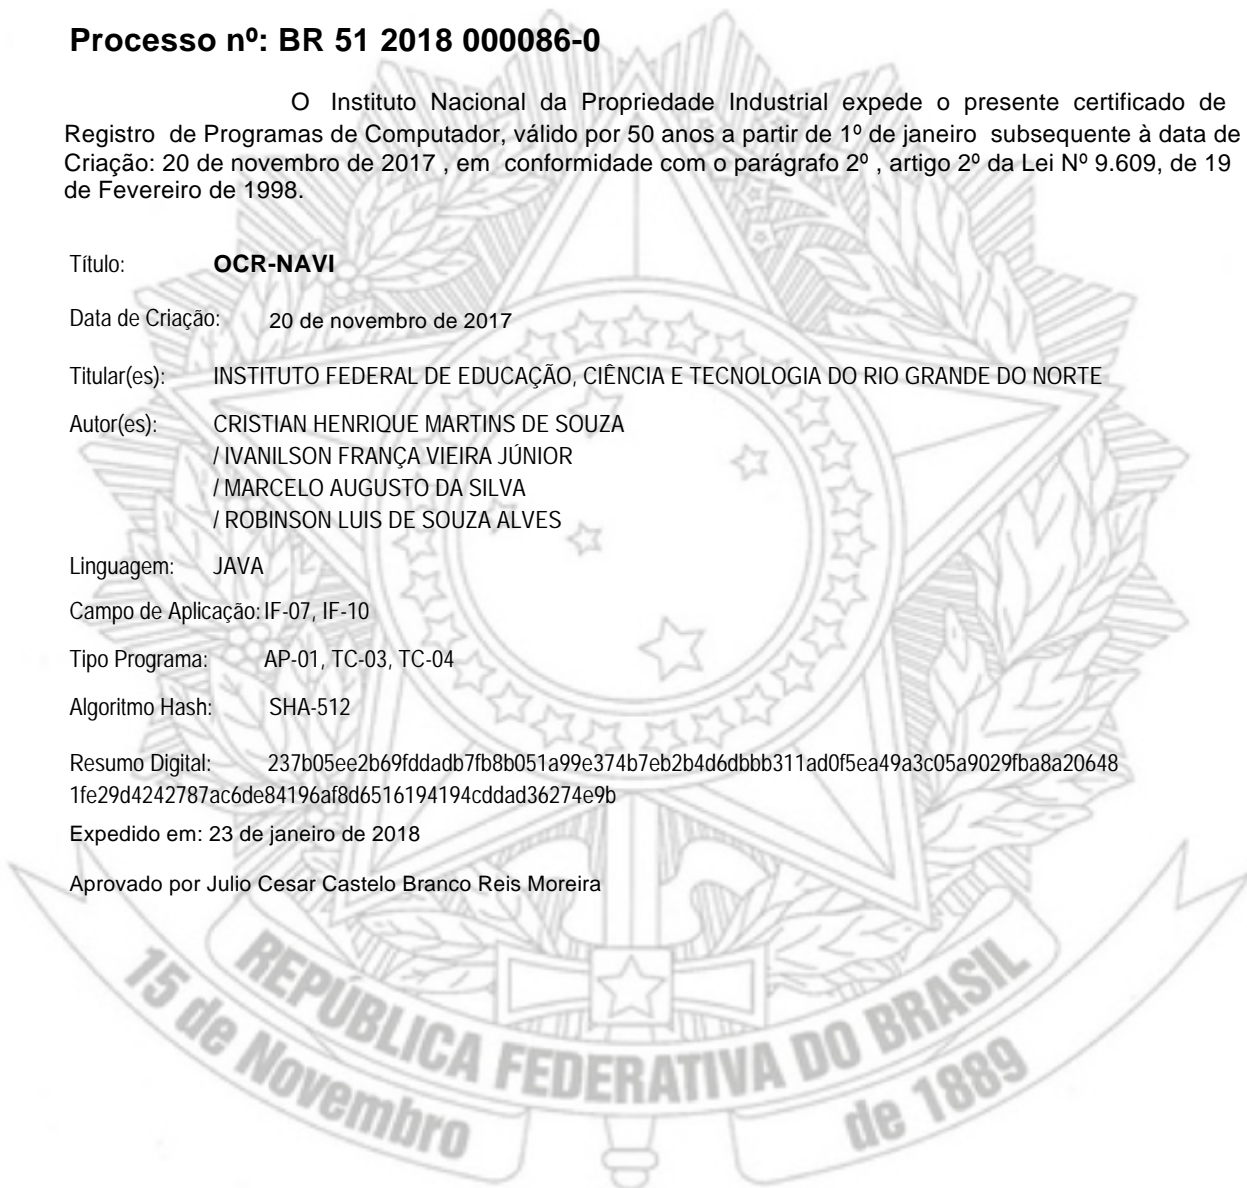 Processo nº: BR 51 2018 000086-0
O Instituto Nacional da Propriedade Industrial expede o presente certificado de
Registro de Programas de Computador, válido por 50 anos a partir de 1º de janeiro subsequente à data de
Criação: 20 de novembro de 2017 , em conformidade com o parágrafo 2º , artigo 2º da Lei Nº 9.609, de 19
de Fevereiro de 1998.
Título: OCR-NAVI
Data de Criação: 20 de novembro de 2017
Titular(es): INSTITUTO FEDERAL DE EDUCAÇÃO, CIÊNCIA E TECNOLOGIA DO RIO GRANDE DO NORTE
Autor(es): CRISTIAN HENRIQUE MARTINS DE SOUZA
/ IVANILSON FRANÇA VIEIRA JÚNIOR
/ MARCELO AUGUSTO DA SILVA
/ ROBINSON LUIS DE SOUZA ALVES
Linguagem: JAVA
Campo de Aplicação: IF-07, IF-10
Tipo Programa: AP-01, TC-03, TC-04
Algoritmo Hash: SHA-512
Resumo Digital: 237b05ee2b69fddadb7fb8b051a99e374b7eb2b4d6dbbb311ad0f5ea49a3c05a9029fba8a20648
1fe29d4242787ac6de84196af8d6516194194cddad36274e9b
Expedido em: 23 de janeiro de 2018
Aprovado por Julio Cesar Castelo Branco Reis Moreira
REPÚBLICA FEDERATIVA DO BRASIL
15 de Novembro de 1889